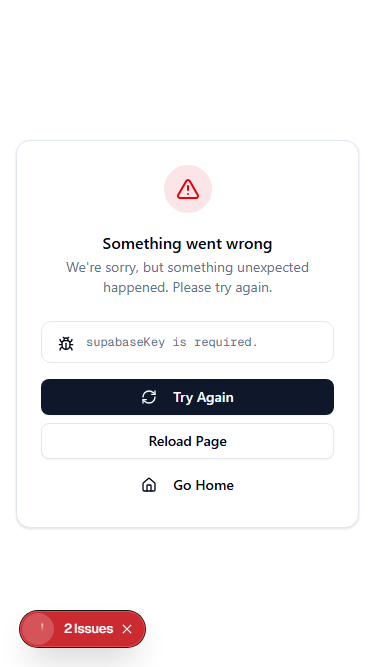 Something went wrong
We're sorry, but something unexpected
happened. Please try again.
supabaseKey is required.
Try Again
Reload Page
Go Home
2 Issues